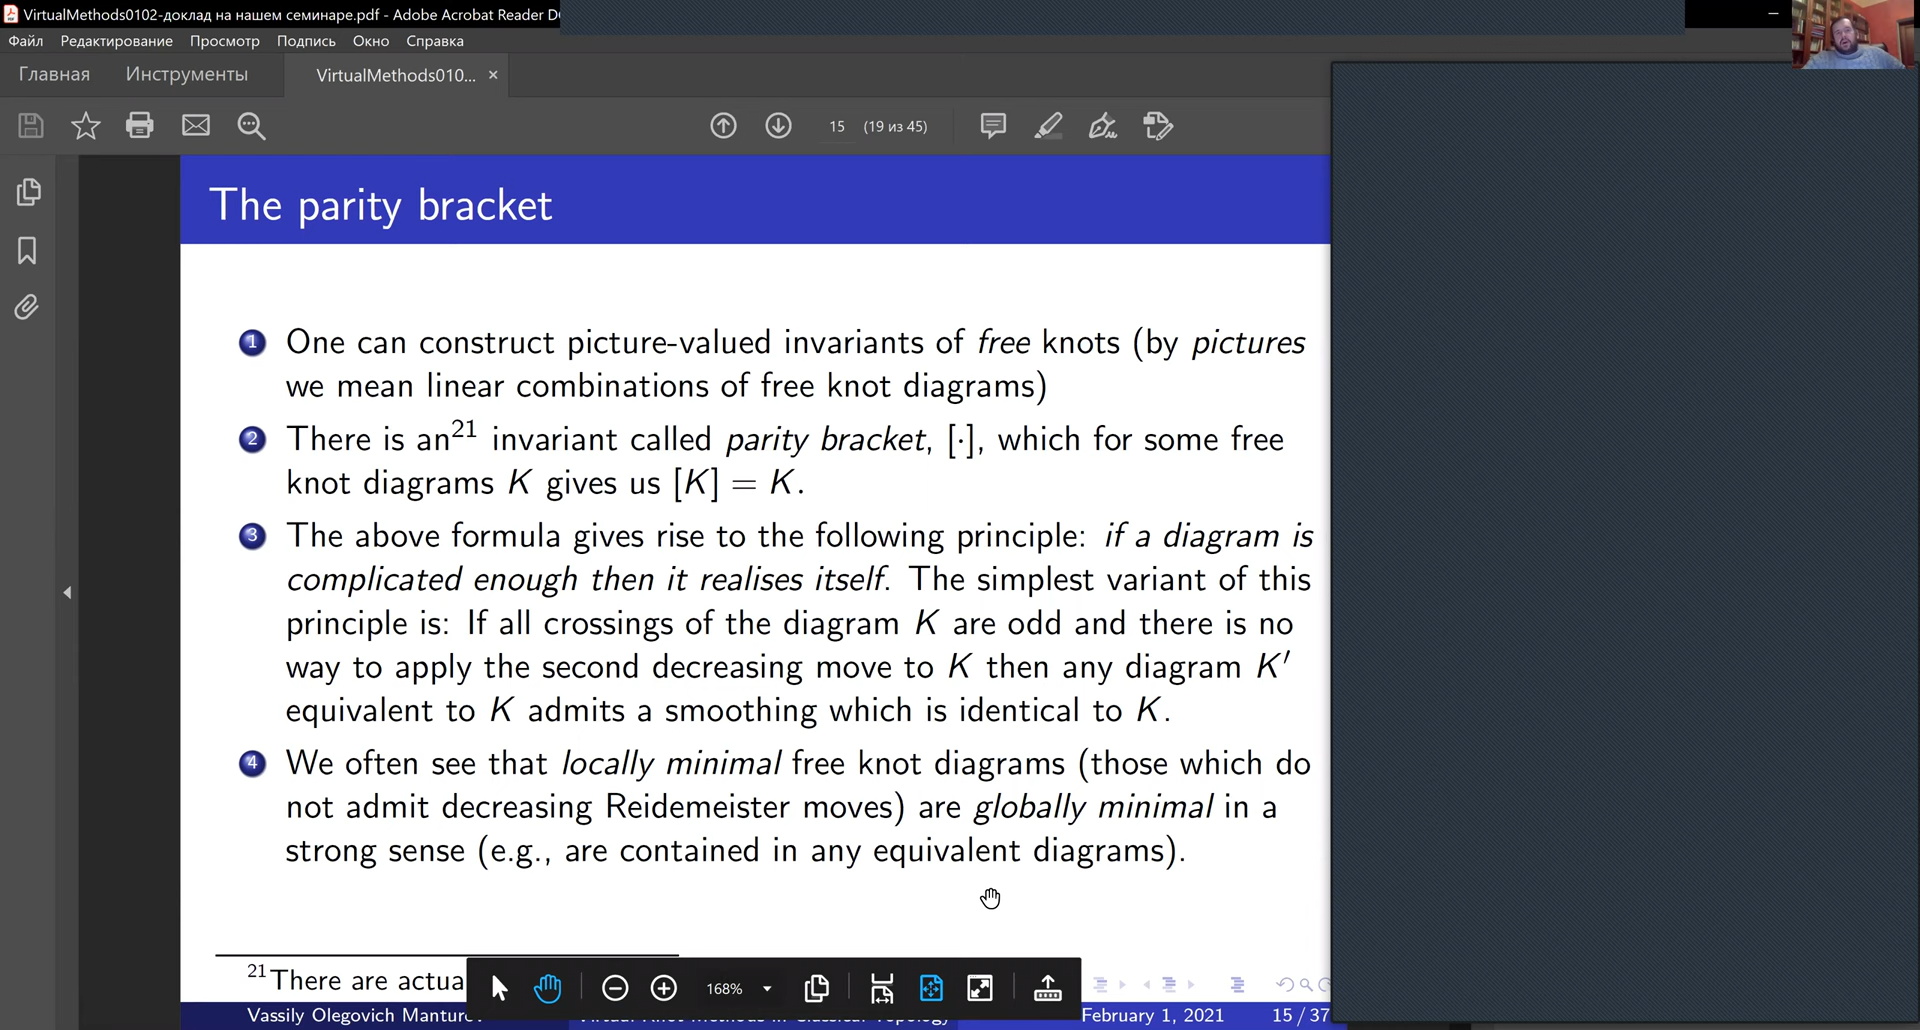 VirtualMethods0102-доклад на нашем семинаре.pdf - Adobe Acrobat Reader
Файл Редактирование Просмотр Подпись Окно Справка
Главная Инструменты VirtualMethods010... ×
15 (19 из 45)
The parity bracket
1 One can construct picture-valued invariants of free knots (by pictures
we mean linear combinations of free knot diagrams)
2 There is an²¹ invariant called parity bracket, [·], which for some free
knot diagrams K gives us [K] = K.
3 The above formula gives rise to the following principle: if a diagram is
complicated enough then it realises itself. The simplest variant of this
principle is: If all crossings of the diagram K are odd and there is no
way to apply the second decreasing move to K then any diagram K′
equivalent to K admits a smoothing which is identical to K.
4 We often see that locally minimal free knot diagrams (those which do
not admit decreasing Reidemeister moves) are globally minimal in a
strong sense (e.g., are contained in any equivalent diagrams).
²¹There are actua
168%
Vassily Olegovich Manturov Virtual Knot Methods in Classical Topology February 1, 2021 15 / 37